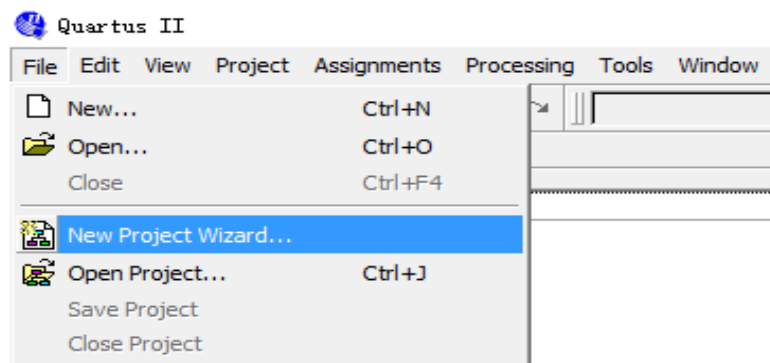 Quartus II
File Edit View Project Assignments Processing Tools Window
New... Ctrl+N
Open... Ctrl+O
Close Ctrl+F4
New Project Wizard...
Open Project... Ctrl+J
Save Project
Close Project